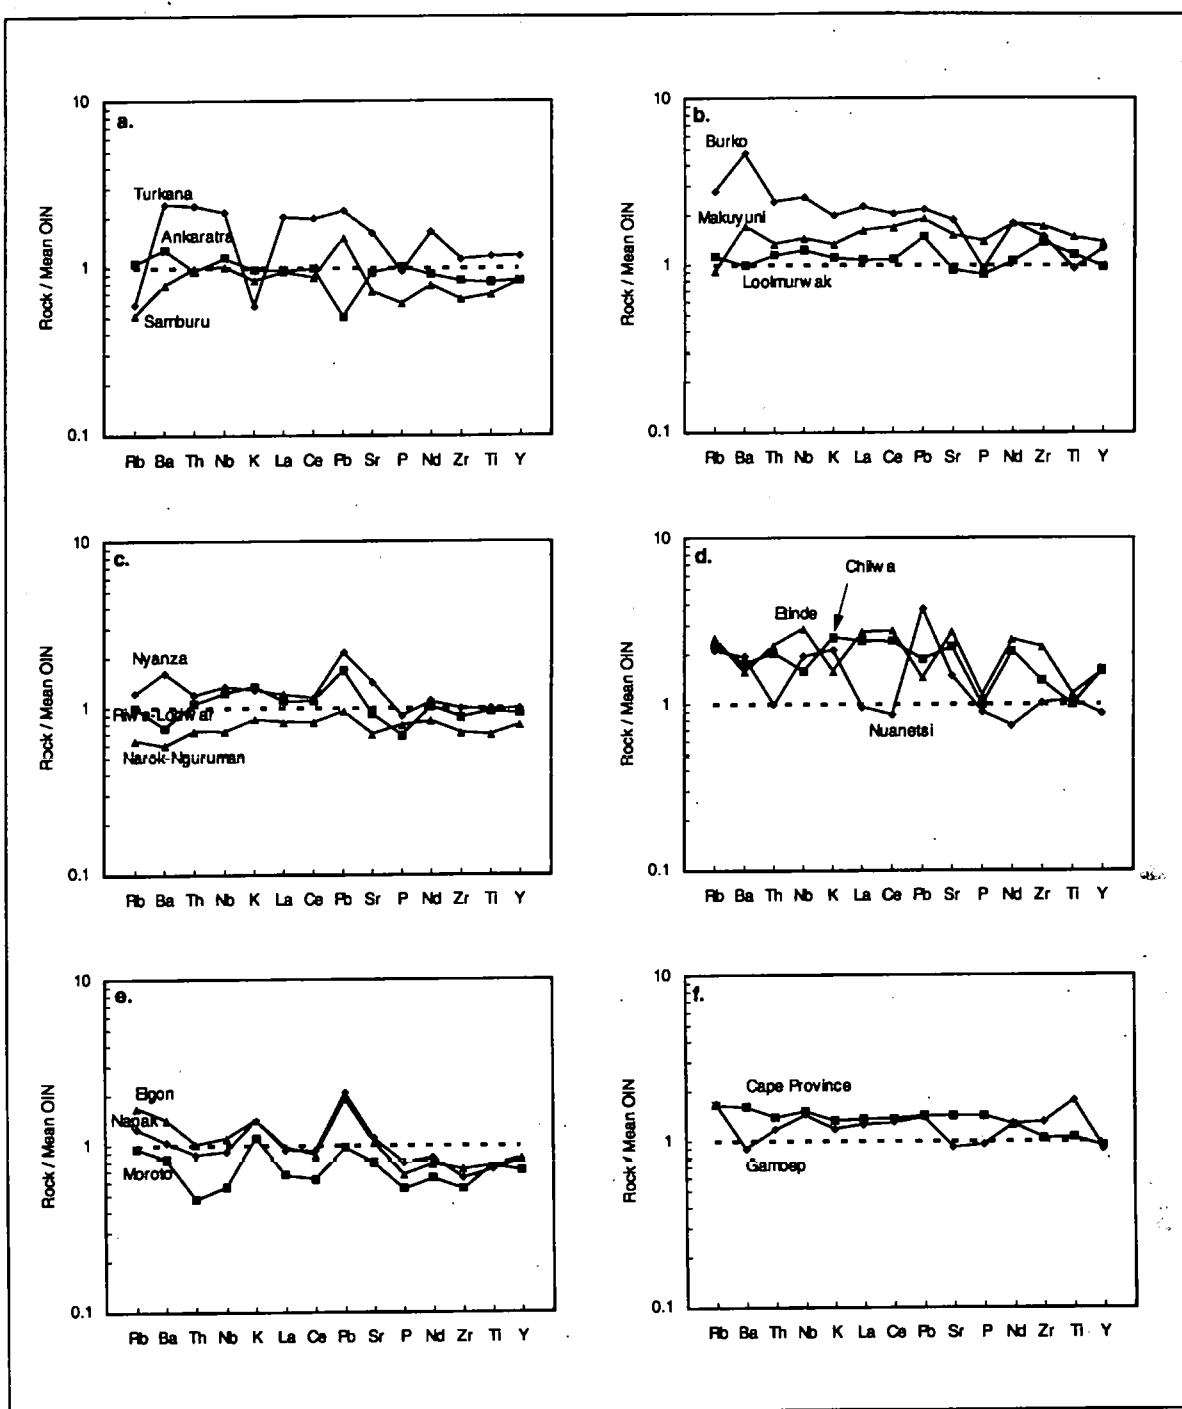 a.
10
Turkana
Ankaratra
1
Samburu
0.1
Rock / Mean OIN
Rb Ba Th Nb K La Ce Pb Sr P Nd Zr Ti Y
b.
10
Burko
Makuyuni
1
Loolmurwak
0.1
Rock / Mean OIN
Rb Ba Th Nb K La Ce Pb Sr P Nd Zr Ti Y
c.
10
Nyanza
1
Narok-Nguruman
0.1
Rock / Mean OIN
Rb Ba Th Nb K La Ce Pb Sr P Nd Zr Ti Y
d.
10
Chilwa
Etinde
1
Nuanetsi
0.1
Rock / Mean OIN
Rb Ba Th Nb K La Ce Pb Sr P Nd Zr Ti Y
e.
10
Elgon
Napak
1
Moroto
0.1
Rock / Mean OIN
Rb Ba Th Nb K La Ce Pb Sr P Nd Zr Ti Y
f.
10
Cape Province
1
Gamoep
0.1
Rock / Mean OIN
Rb Ba Th Nb K La Ce Pb Sr P Nd Zr Ti Y